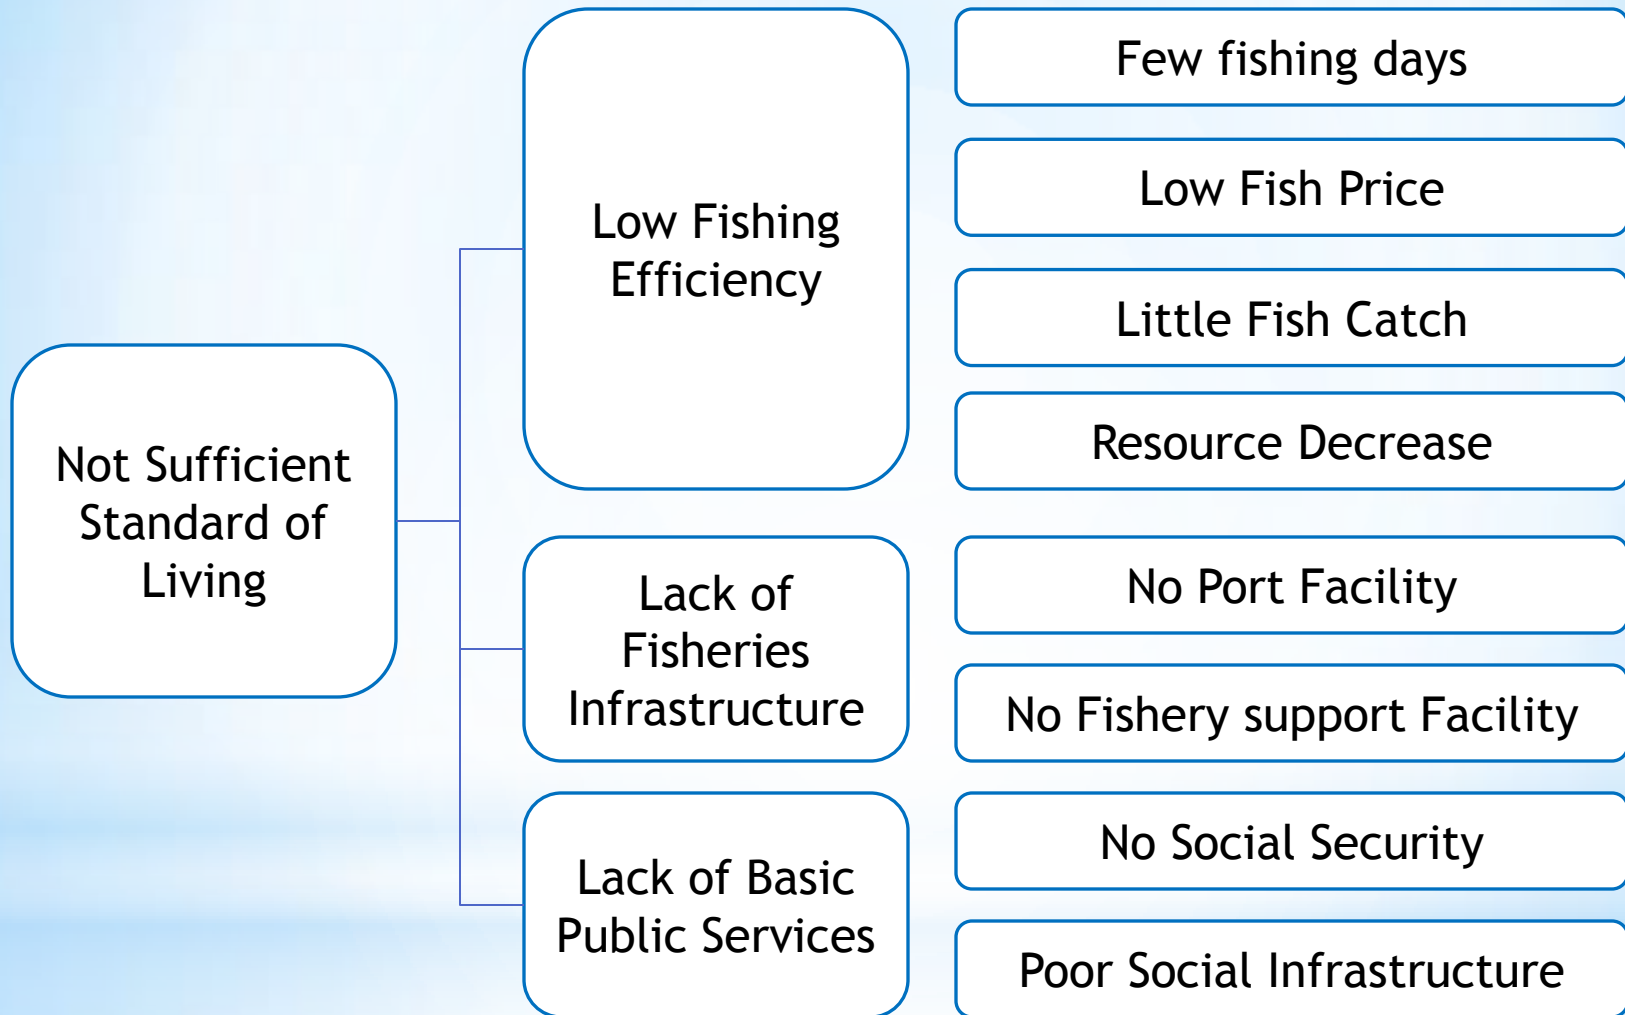 Not Sufficient
Standard of
Living
Low Fishing
Efficiency
Few fishing days
Low Fish Price
Little Fish Catch
Resource Decrease
Lack of
Fisheries
Infrastructure
No Port Facility
No Fishery support Facility
Lack of Basic
Public Services
No Social Security
Poor Social Infrastructure